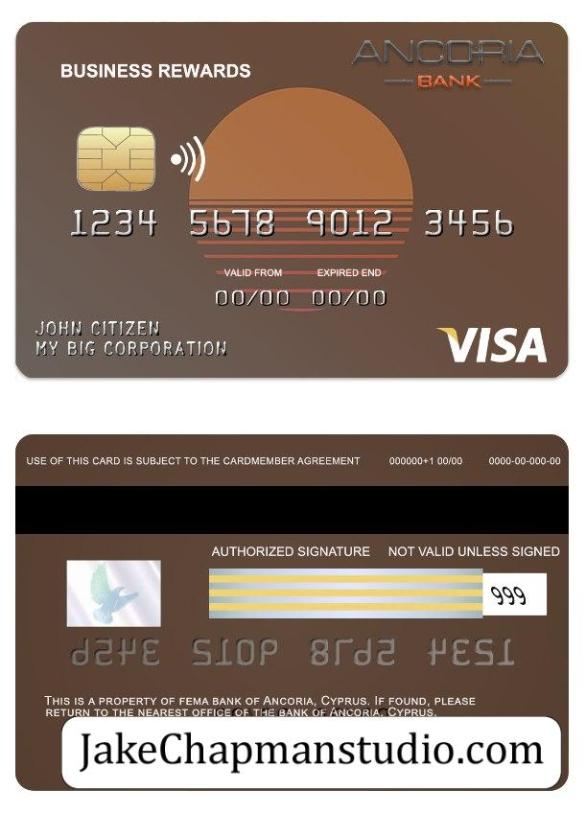 ANCORIA
BUSINESS REWARDS
BANK
1234 5678 9012 3456
VALID FROM EXPIRED END
00/00 00/00
JOHN CITIZEN
MY BIG CORPORATION
VISA
USE OF THIS CARD IS SUBJECT TO THE CARDMEMBER AGREEMENT 000000+1 00/00 0000-00-000-00
AUTHORIZED SIGNATURE NOT VALID UNLESS SIGNED
999
1234 5678 9012 3456
THIS IS A PROPERTY OF FEMA BANK OF ANCORIA, CYPRUS. IF FOUND, PLEASE
RETURN TO THE NEAREST OFFICE OF THE BANK OF ANCORIA, CYPRUS.
JakeChapmanstudio.com